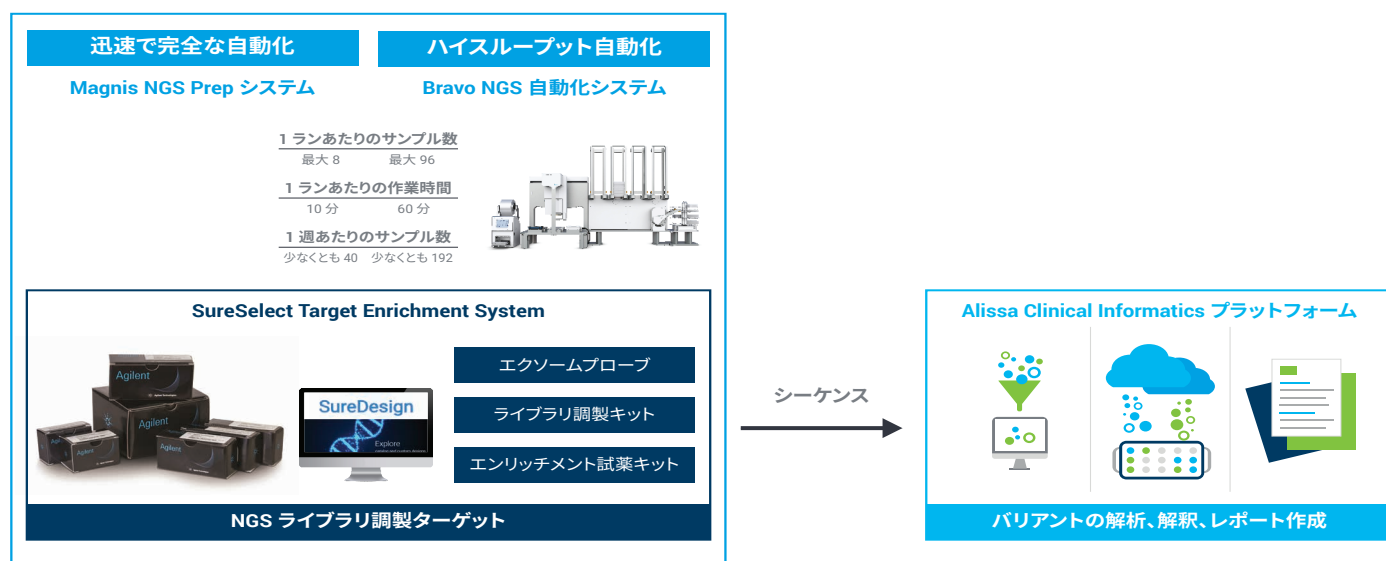 迅速で完全な自動化
ハイスループット自動化
Magnis NGS Prep システム
Bravo NGS 自動化システム
1 ランあたりのサンプル数
最大 8 最大 96
1 ランあたりの作業時間
10 分 60 分
1 週あたりのサンプル数
少なくとも 40 少なくとも 192
SureSelect Target Enrichment System
Agilent
Agilent
Agilent
SureDesign
Explore
エクソームプローブ
ライブラリ調製キット
エンリッチメント試薬キット
NGS ライブラリ調製ターゲット
シーケンス
Alissa Clinical Informatics プラットフォーム
バリアントの解析、解釈、レポート作成